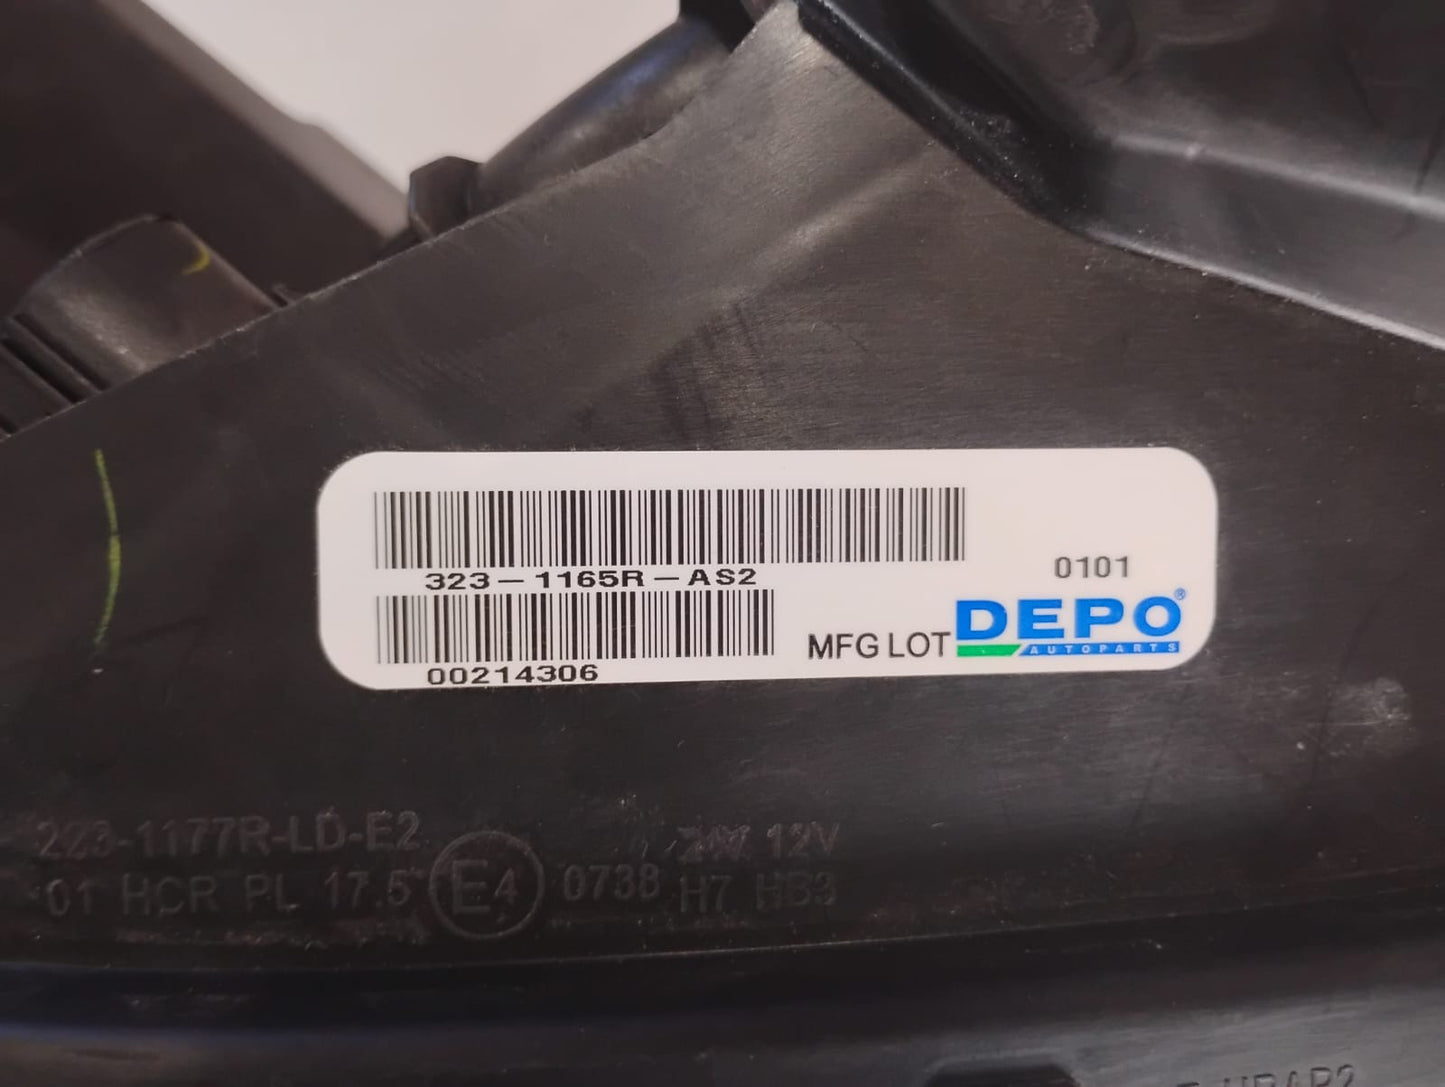 323-1165R-AS2
00214306
0101
MFG LOT
DEPO®
AUTOPARTS
223-1177R-LD-E2
01 HCR PL 17.5 E4 0738
12V
H7 HB3